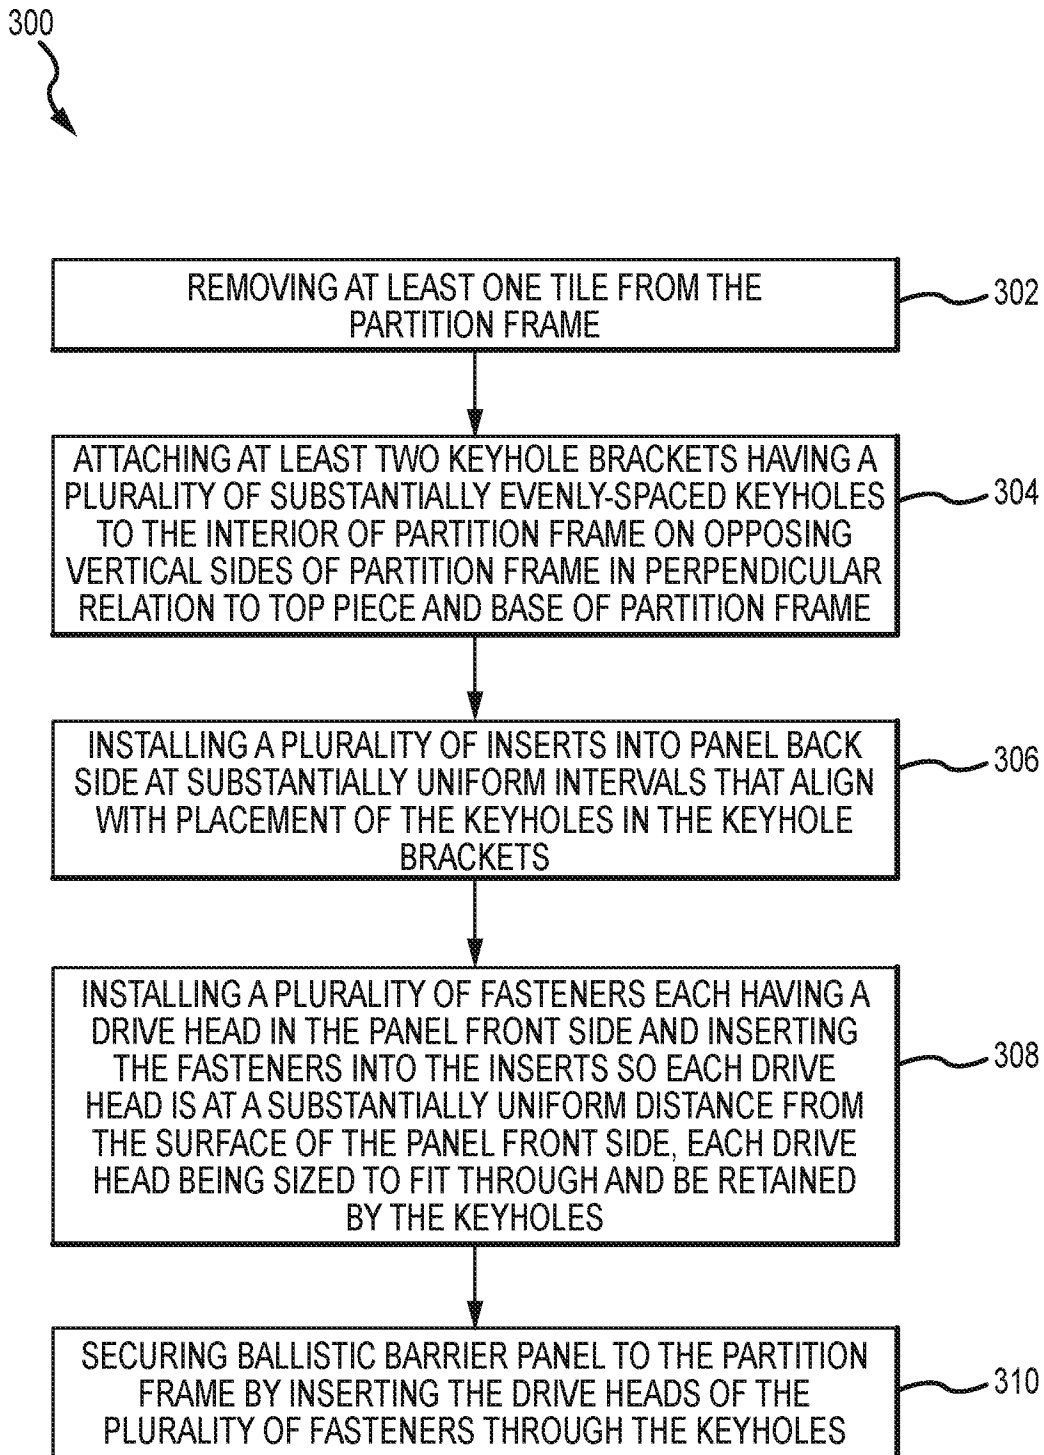 300
REMOVING AT LEAST ONE TILE FROM THE
PARTITION FRAME
302
ATTACHING AT LEAST TWO KEYHOLE BRACKETS HAVING A
PLURALITY OF SUBSTANTIALLY EVENLY-SPACED KEYHOLES
TO THE INTERIOR OF PARTITION FRAME ON OPPOSING
VERTICAL SIDES OF PARTITION FRAME IN PERPENDICULAR
RELATION TO TOP PIECE AND BASE OF PARTITION FRAME
304
INSTALLING A PLURALITY OF INSERTS INTO PANEL BACK
SIDE AT SUBSTANTIALLY UNIFORM INTERVALS THAT ALIGN
WITH PLACEMENT OF THE KEYHOLES IN THE KEYHOLE
BRACKETS
306
INSTALLING A PLURALITY OF FASTENERS EACH HAVING A
DRIVE HEAD IN THE PANEL FRONT SIDE AND INSERTING
THE FASTENERS INTO THE INSERTS SO EACH DRIVE
HEAD IS AT A SUBSTANTIALLY UNIFORM DISTANCE FROM
THE SURFACE OF THE PANEL FRONT SIDE, EACH DRIVE
HEAD BEING SIZED TO FIT THROUGH AND BE RETAINED
BY THE KEYHOLES
308
SECURING BALLISTIC BARRIER PANEL TO THE PARTITION
FRAME BY INSERTING THE DRIVE HEADS OF THE
PLURALITY OF FASTENERS THROUGH THE KEYHOLES
310